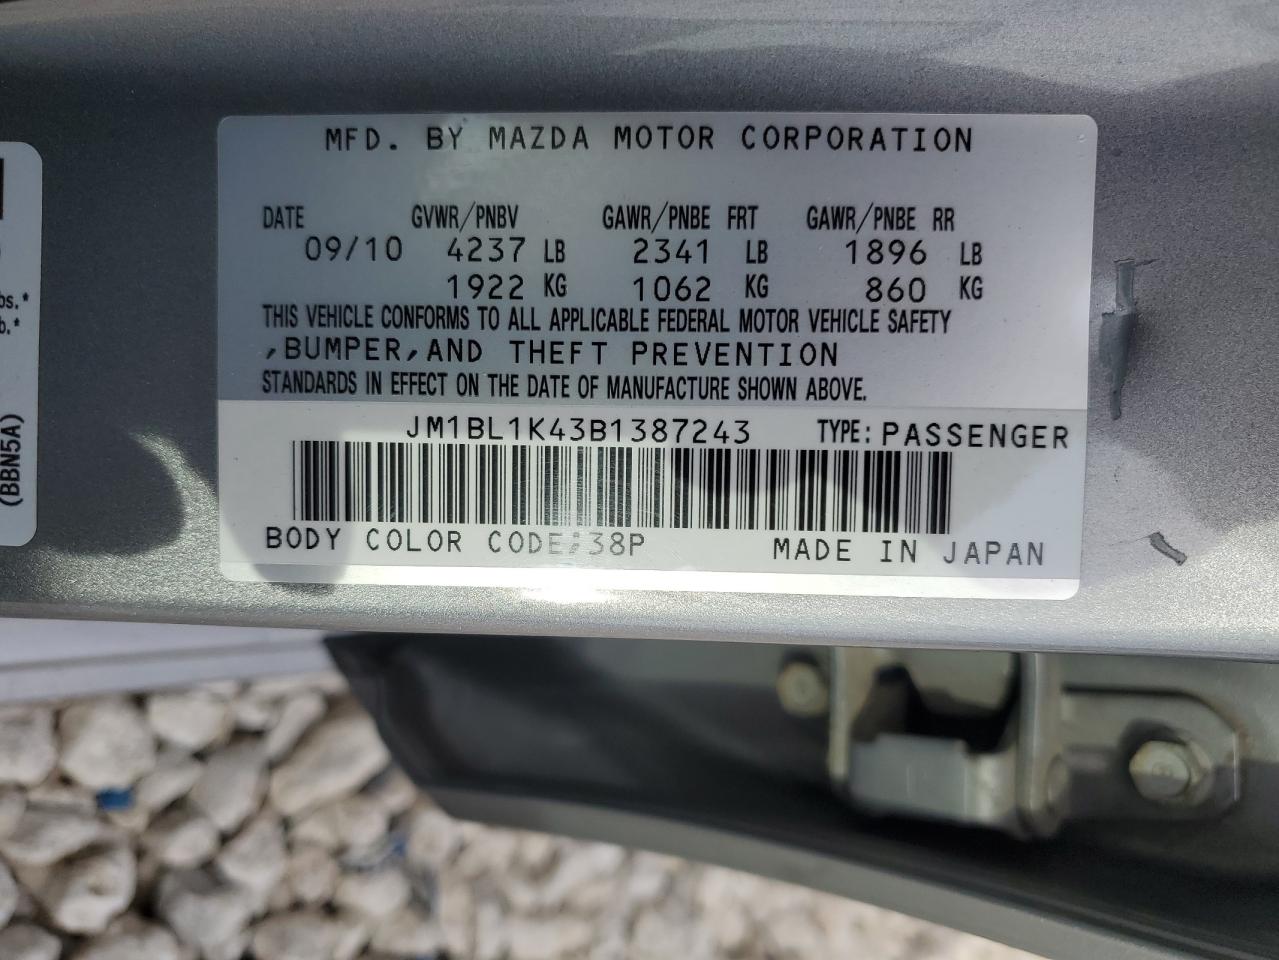 MFD. BY MAZDA MOTOR CORPORATION
DATE GVWR/PNBV GAWR/PNBE FRT GAWR/PNBE RR
09/10 4237 LB 2341 LB 1896 LB
1922 KG 1062 KG 860 KG
THIS VEHICLE CONFORMS TO ALL APPLICABLE FEDERAL MOTOR VEHICLE SAFETY
,BUMPER,AND THEFT PREVENTION
STANDARDS IN EFFECT ON THE DATE OF MANUFACTURE SHOWN ABOVE.
JM1BL1K43B1387243 TYPE: PASSENGER
BODY COLOR CODE:38P MADE IN JAPAN
bs.*
b.*
(BBN5A)